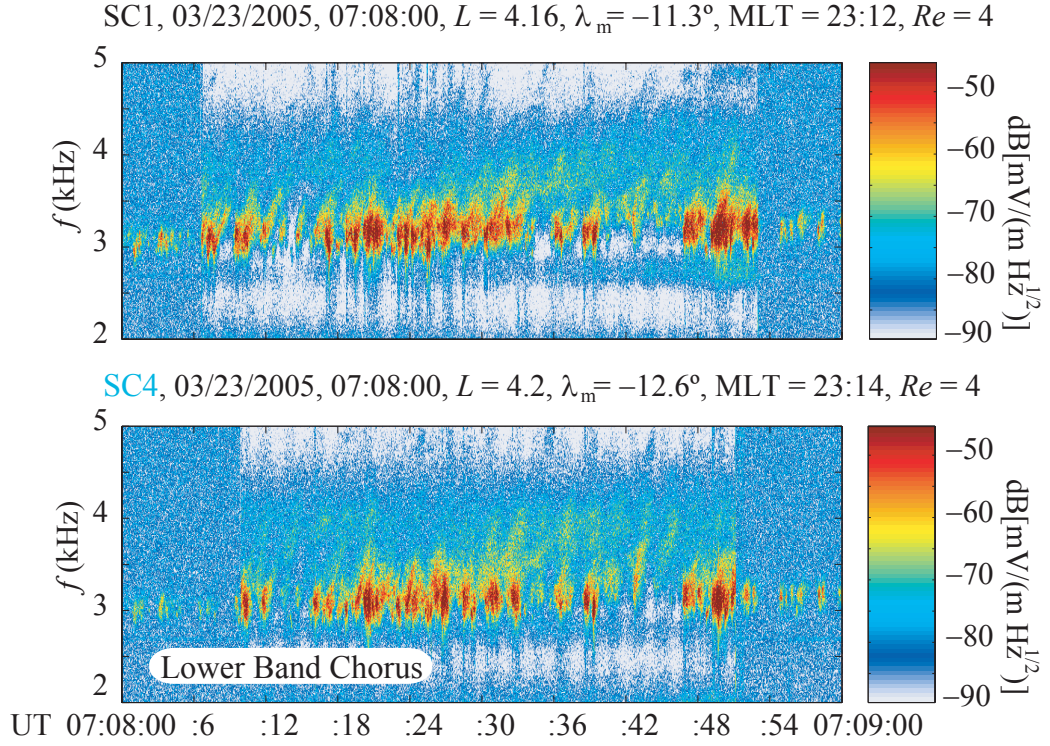 SC1, 03/23/2005, 07:08:00, L = 4.16, λm= −11.3º, MLT = 23:12, Re = 4
5
4
3
2
f (kHz)
−50
−60
−70
−80
−90
dB[mV/(m Hz1/2)]
SC4, 03/23/2005, 07:08:00, L = 4.2, λm= −12.6º, MLT = 23:14, Re = 4
5
4
3
2
f (kHz)
Lower Band Chorus
−50
−60
−70
−80
−90
dB[mV/(m Hz1/2)]
UT 07:08:00 :6 :12 :18 :24 :30 :36 :42 :48 :54 07:09:00